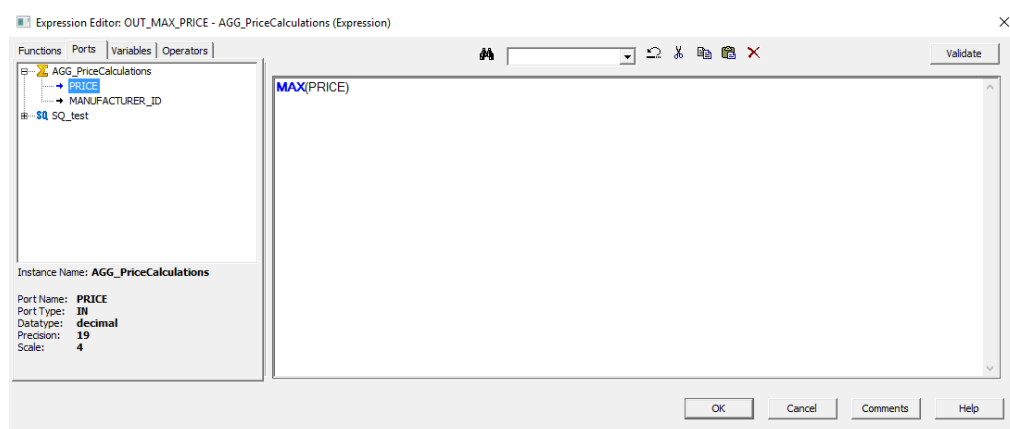 Expression Editor: OUT_MAX_PRICE - AGG_PriceCalculations (Expression)
Functions Ports Variables Operators
Validate
AGG_PriceCalculations
PRICE
MANUFACTURER_ID
SQ SQ_test
MAX(PRICE)
Instance Name: AGG_PriceCalculations
Port Name: PRICE
Port Type: IN
Datatype: decimal
Precision: 19
Scale: 4
OK Cancel Comments Help